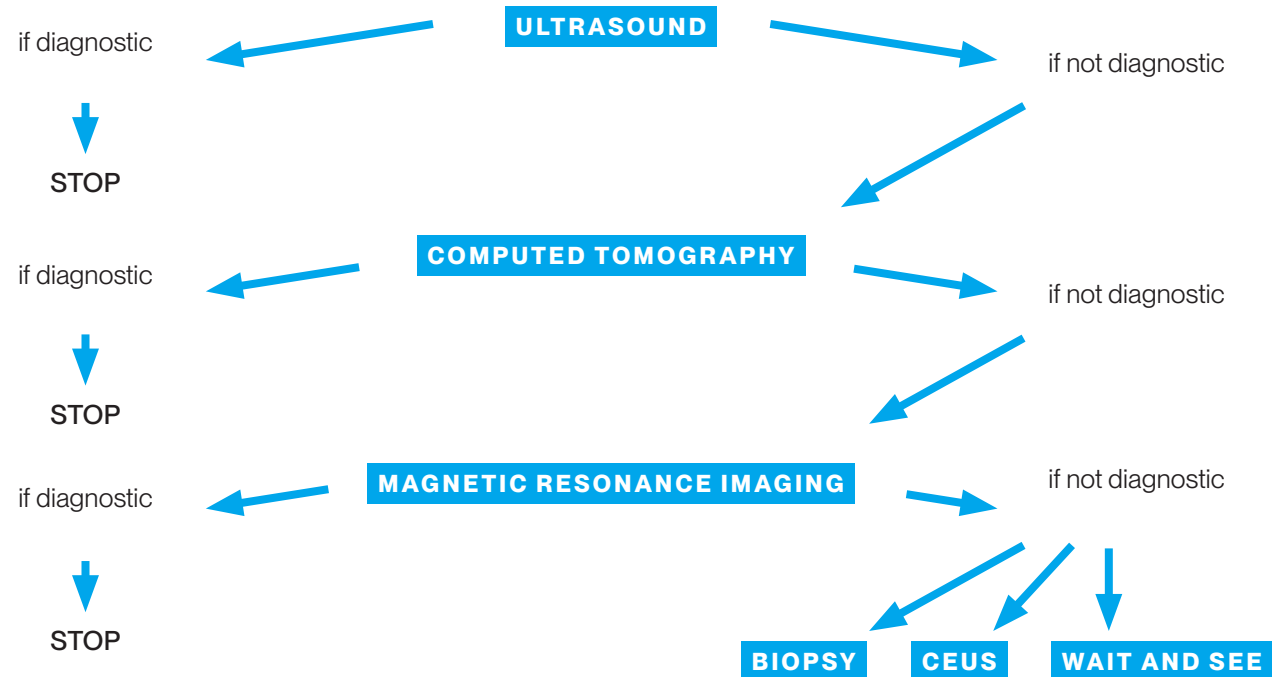 ULTRASOUND
if diagnostic
if not diagnostic
STOP
COMPUTED TOMOGRAPHY
if diagnostic
if not diagnostic
STOP
MAGNETIC RESONANCE IMAGING
if diagnostic
if not diagnostic
STOP
BIOPSY
CEUS
WAIT AND SEE